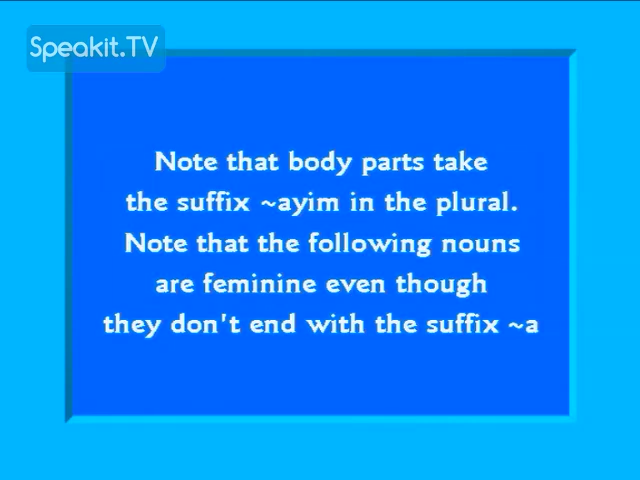 Speakit.TV
Note that body parts take
the suffix ~ayim in the plural.
Note that the following nouns
are feminine even though
they don't end with the suffix ~a